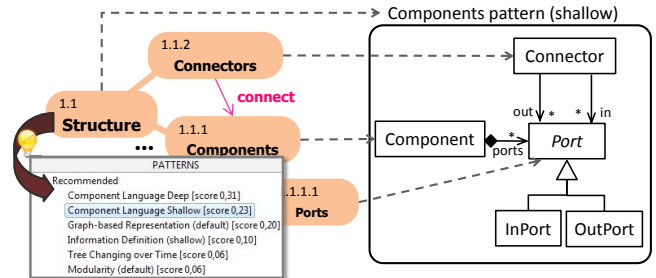 Components pattern (shallow)
1.1.2
Connectors
Connector
connect
1.1
Structure
out
*
*
in
1.1.1
Components
...
Component
*
ports
Port
PATTERNS
Recommended
Component Language Deep [score 0,31]
Component Language Shallow [score 0,23]
Graph-based Representation (default) [score 0,20]
Information Definition (shallow) [score 0,10]
Tree Changing over Time [score 0,06]
Modularity (default) [score 0,06]
1.1.1.1
Ports
InPort
OutPort